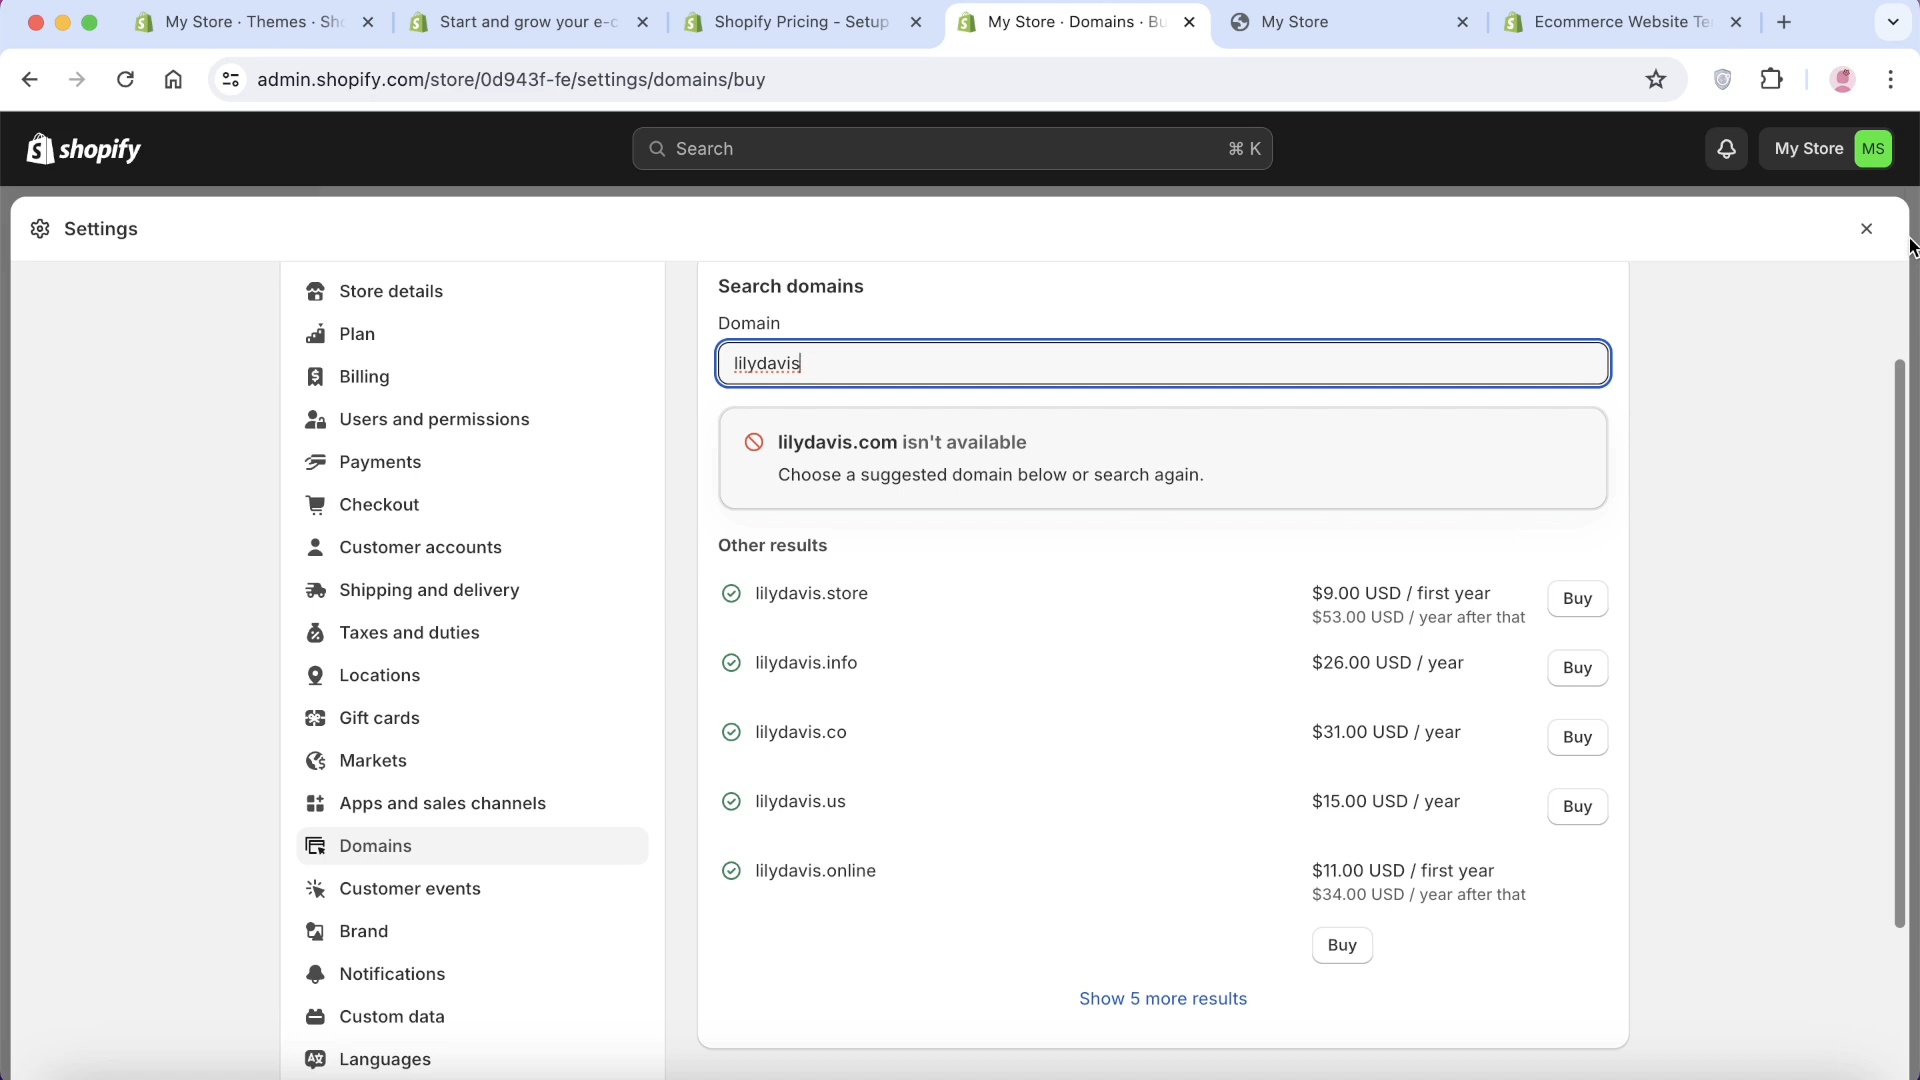 My Store · Themes · Sh
Start and grow your e-c
Shopify Pricing - Setup
My Store · Domains · Bu
My Store
Ecommerce Website Te
admin.shopify.com/store/0d943f-fe/settings/domains/buy
shopify
Search
⌘ K
My Store
MS
Settings
Store details
Plan
Billing
Users and permissions
Payments
Checkout
Customer accounts
Shipping and delivery
Taxes and duties
Locations
Gift cards
Markets
Apps and sales channels
Domains
Customer events
Brand
Notifications
Custom data
Languages
Search domains
Domain
lilydavis
lilydavis.com isn't available
Choose a suggested domain below or search again.
Other results
lilydavis.store
$9.00 USD / first year
$53.00 USD / year after that
Buy
lilydavis.info
$26.00 USD / year
Buy
lilydavis.co
$31.00 USD / year
Buy
lilydavis.us
$15.00 USD / year
Buy
lilydavis.online
$11.00 USD / first year
$34.00 USD / year after that
Buy
Show 5 more results